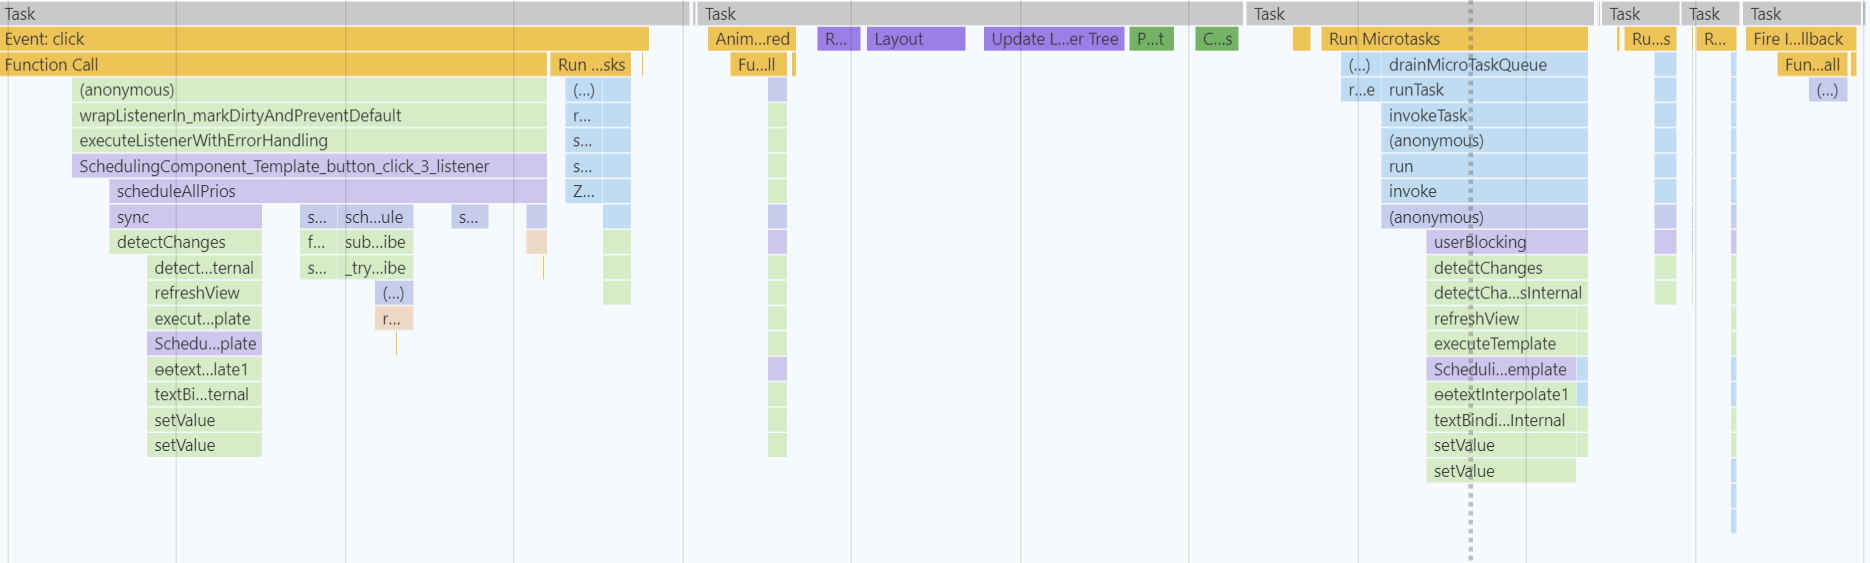 Task Task Task Task Task Task
Event: click Anim...red R... Layout Update L...er Tree P...t C...s Run Microtasks Ru...s R... Fire I...llback
Function Call Run ...sks Fu...ll (...) drainMicroTaskQueue Fun...all
(anonymous) (...) r...e runTask (...)
wrapListenerIn_markDirtyAndPreventDefault r... invokeTask
executeListenerWithErrorHandling s... (anonymous)
SchedulingComponent_Template_button_click_3_listener s... run
scheduleAllPrios Z... invoke
sync s... sch...ule s... (anonymous)
detectChanges f... sub...ibe userBlocking
detect...ternal s... _try...ibe detectChanges
refreshView (...) detectCha...sInternal
execut...plate r... refreshView
Schedu...plate executeTemplate
ɵɵtext...late1 Scheduli...emplate
textBi...ternal ɵɵtextInterpolate1
setValue textBindi...Internal
setValue setValue
setValue